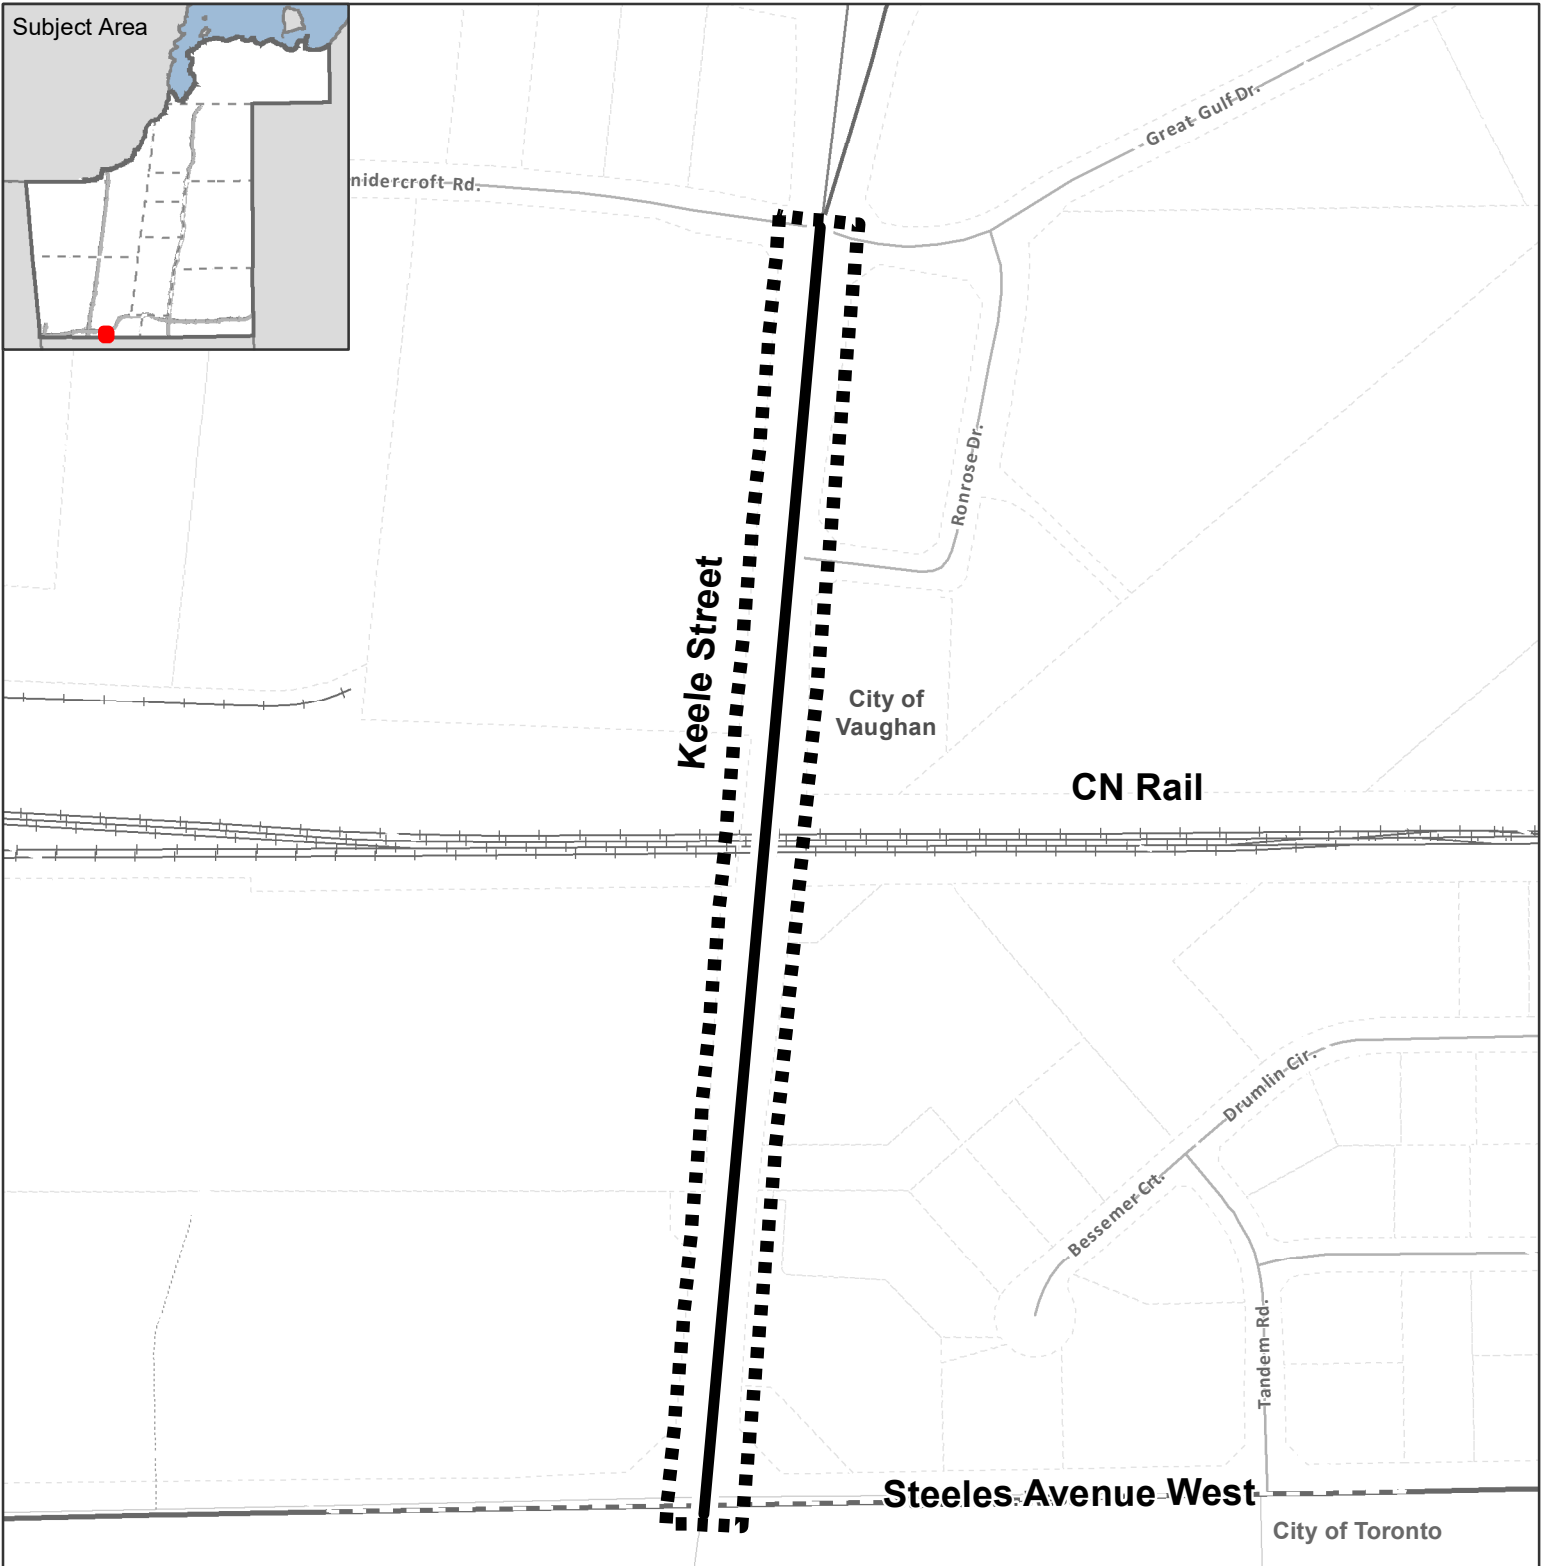 Subject Area
Great Gulf Dr.
nidercroft Rd.
Ronrose Dr.
Keele Street
City of
Vaughan
CN Rail
Drumlin Cir.
Bessemer Crt.
Tandem Rd.
Steeles Avenue West
City of Toronto